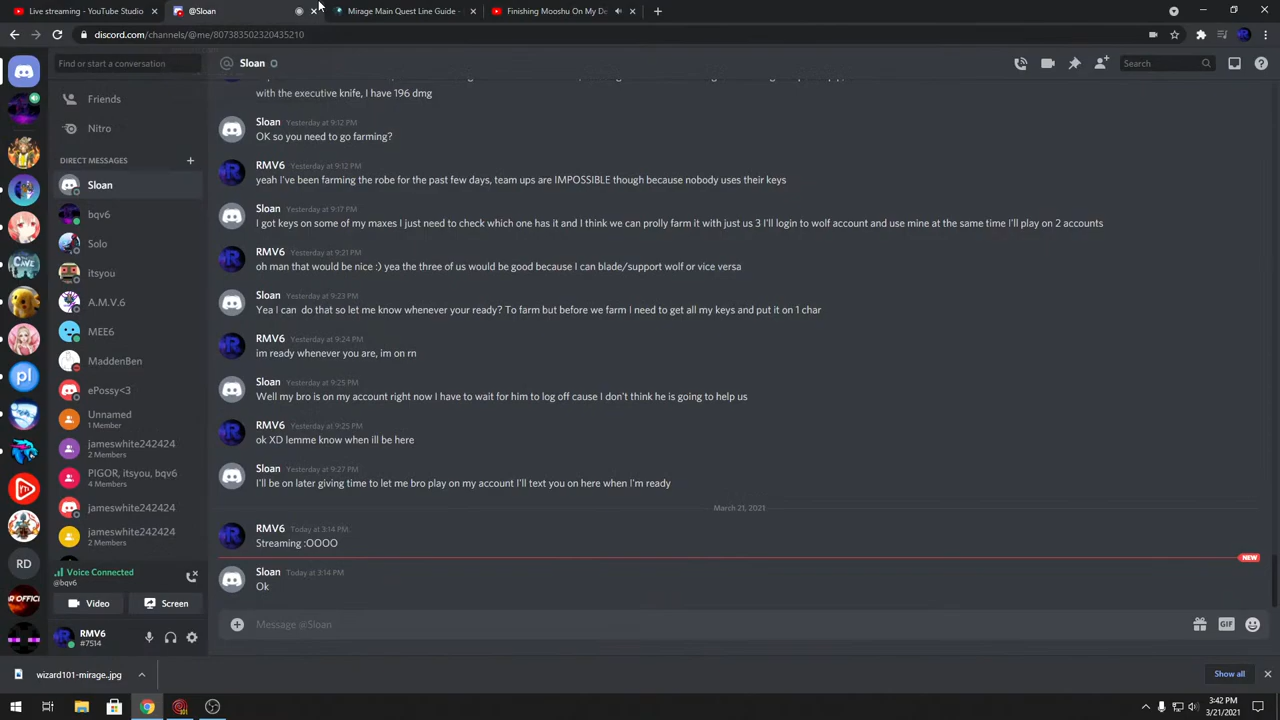 Live streaming - YouTube Studio
@Sloan
Mirage Main Quest Line Guide -
Finishing Mooshu On My De
discord.com/channels/@me/807383502320435210
Find or start a conversation
@ Sloan
Search
Friends
Nitro
DIRECT MESSAGES
Sloan
bqv6
Solo
itsyou
A.M.V.6
MEE6
MaddenBen
ePossy<3
Unnamed
1 Member
jameswhite242424
2 Members
PIGOR, itsyou, bqv6
4 Members
jameswhite242424
jameswhite242424
2 Members
Voice Connected
@bqv6
Video
Screen
RMV6
#7514
CAVE
pl
RD
AR OFFICI
with the executive knife, I have 196 dmg
Sloan Yesterday at 9:12 PM
OK so you need to go farming?
RMV6 Yesterday at 9:12 PM
yeah I've been farming the robe for the past few days, team ups are IMPOSSIBLE though because nobody uses their keys
Sloan Yesterday at 9:17 PM
I got keys on some of my maxes I just need to check which one has it and I think we can prolly farm it with just us 3 I'll login to wolf account and use mine at the same time I'll play on 2 accounts
RMV6 Yesterday at 9:21 PM
oh man that would be nice :) yea the three of us would be good because I can blade/support wolf or vice versa
Sloan Yesterday at 9:23 PM
Yea I can do that so let me know whenever your ready? To farm but before we farm I need to get all my keys and put it on 1 char
RMV6 Yesterday at 9:24 PM
im ready whenever you are, im on rn
Sloan Yesterday at 9:25 PM
Well my bro is on my account right now I have to wait for him to log off cause I don't think he is going to help us
RMV6 Yesterday at 9:25 PM
ok XD lemme know when ill be here
Sloan Yesterday at 9:27 PM
I'll be on later giving time to let me bro play on my account I'll text you on here when I'm ready
March 21, 2021
RMV6 Today at 3:14 PM
Streaming :OOOO
NEW
Sloan Today at 3:14 PM
Ok
Message @Sloan
GIF
wizard101-mirage..jpg
Show all
3:42 PM
3/21/2021